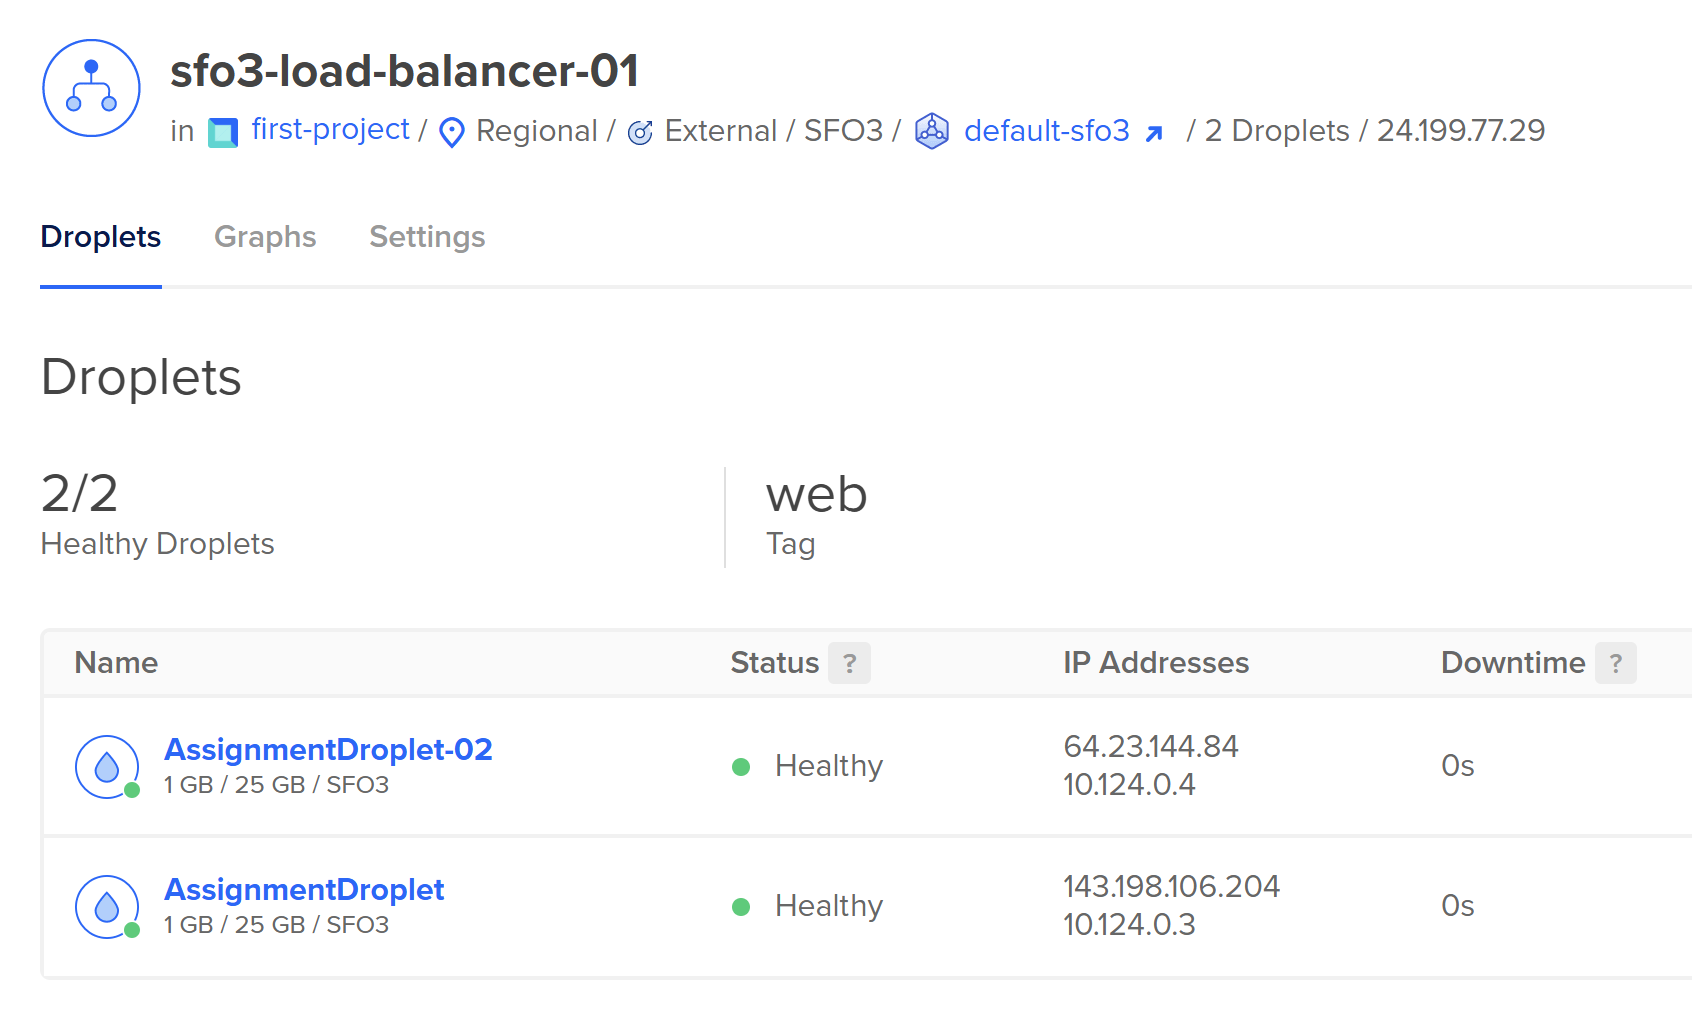 sfo3-load-balancer-01
in first-project / Regional / External / SFO3 / default-sfo3 / 2 Droplets / 24.199.77.29
Droplets Graphs Settings
Droplets
2/2
Healthy Droplets
web
Tag
Name Status ? IP Addresses Downtime ?
AssignmentDroplet-02
1 GB / 25 GB / SFO3
Healthy
64.23.144.84
10.124.0.4
0s
AssignmentDroplet
1 GB / 25 GB / SFO3
Healthy
143.198.106.204
10.124.0.3
0s